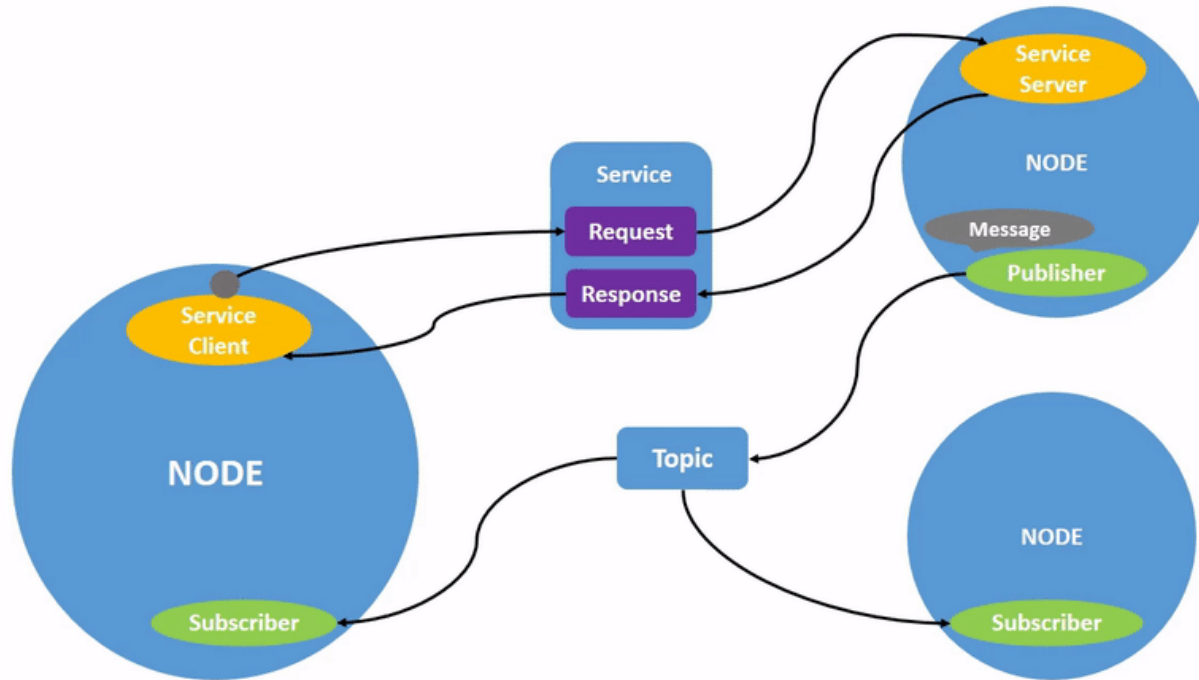 Service
Server
NODE
Message
Publisher
Service
Request
Response
Service
Client
NODE
Subscriber
Topic
NODE
Subscriber